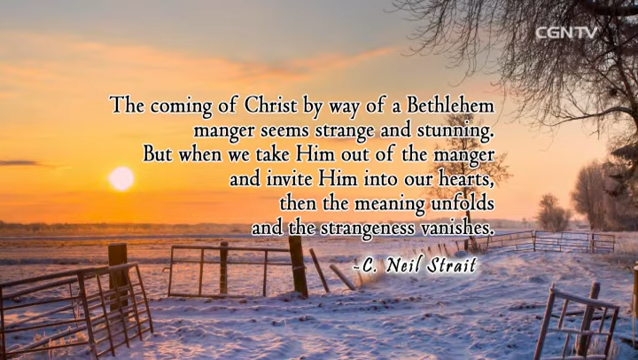 CGNTV
The coming of Christ by way of a Bethlehem
manger seems strange and stunning.
But when we take Him out of the manger
and invite Him into our hearts,
then the meaning unfolds
and the strangeness vanishes.
~C. Neil Strait